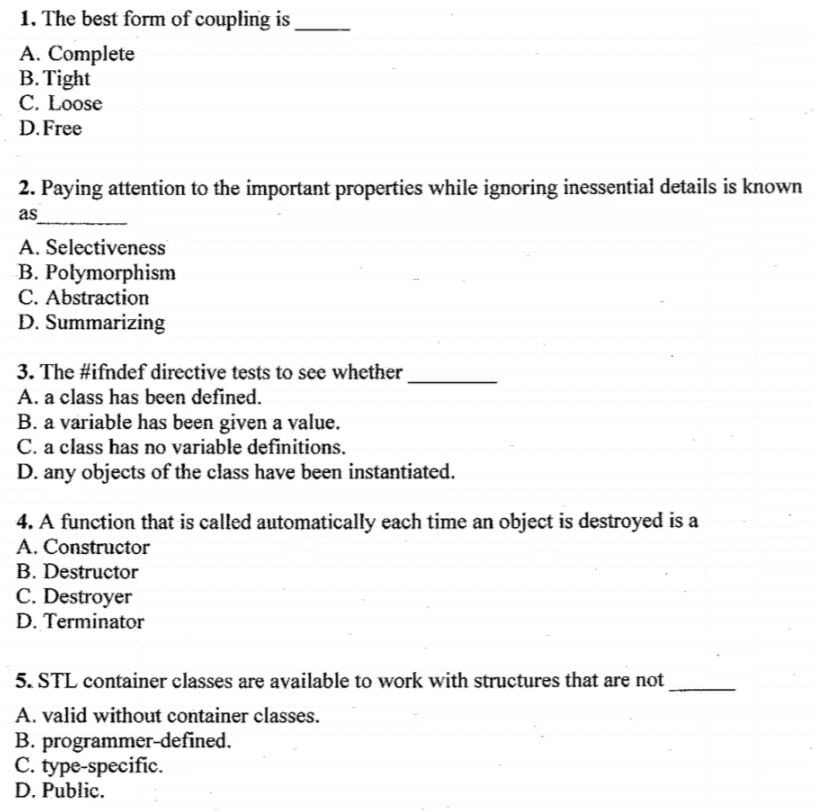 1. The best form of coupling is ______
A. Complete
B. Tight
C. Loose
D. Free
2. Paying attention to the important properties while ignoring inessential details is known
as__________
A. Selectiveness
B. Polymorphism
C. Abstraction
D. Summarizing
3. The #ifndef directive tests to see whether __________
A. a class has been defined.
B. a variable has been given a value.
C. a class has no variable definitions.
D. any objects of the class have been instantiated.
4. A function that is called automatically each time an object is destroyed is a
A. Constructor
B. Destructor
C. Destroyer
D. Terminator
5. STL container classes are available to work with structures that are not _______
A. valid without container classes.
B. programmer-defined.
C. type-specific.
D. Public.